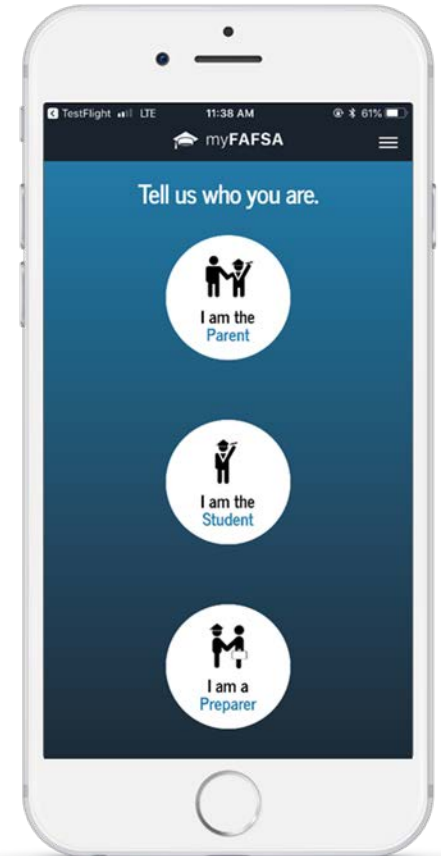 TestFlight LTE 11:38 AM 61%
myFAFSA
Tell us who you are.
I am the
Parent
I am the
Student
I am a
Preparer